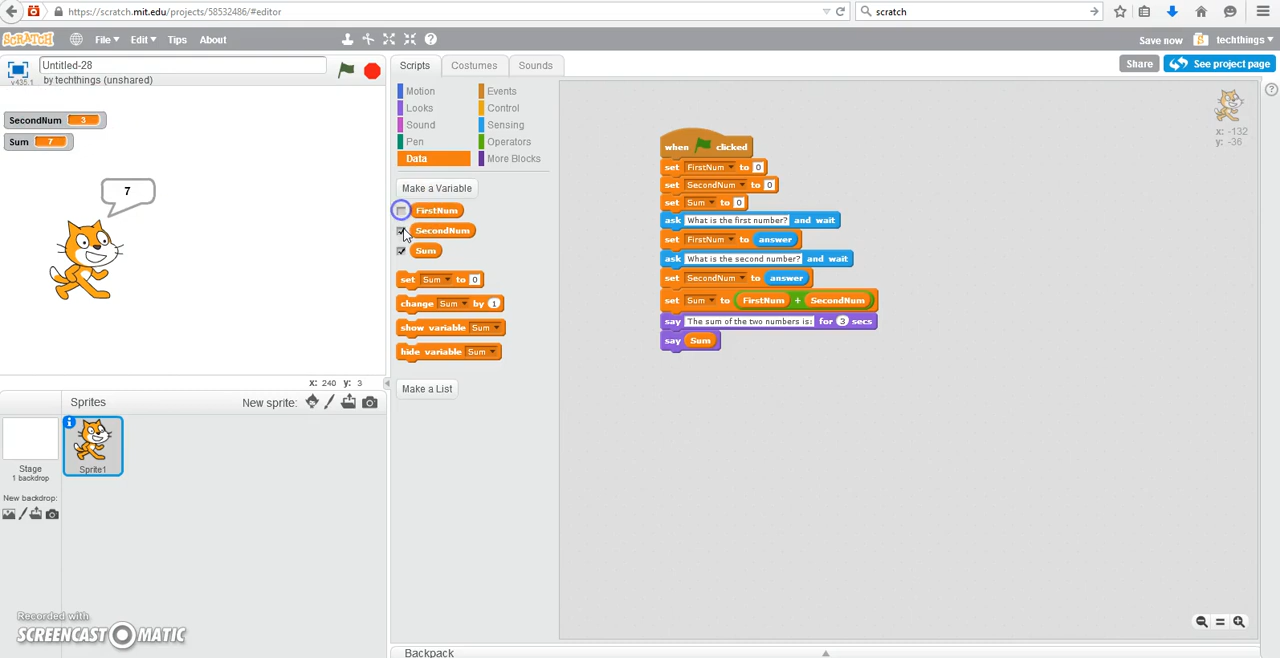 https://scratch.mit.edu/projects/58532486/#editor
scratch
SCRATCH
File
Edit
Tips
About
Save now
techthings
v435.1
Untitled-28
by techthings (unshared)
Scripts
Costumes
Sounds
Share
See project page
SecondNum 3
Sum 7
7
Motion
Events
Looks
Control
Sound
Sensing
Pen
Operators
Data
More Blocks
Make a Variable
FirstNum
SecondNum
Sum
set Sum to 0
change Sum by 1
show variable Sum
hide variable Sum
Make a List
when clicked
set FirstNum to 0
set SecondNum to 0
set Sum to 0
ask What is the first number? and wait
set FirstNum to answer
ask What is the second number? and wait
set SecondNum to answer
set Sum to FirstNum + SecondNum
say The sum of the two numbers is: for 3 secs
say Sum
x: -132
y: -36
x: 240 y: 3
Sprites
New sprite:
Stage
1 backdrop
New backdrop:
Sprite1
Recorded with
SCREENCAST O MATIC
Backpack